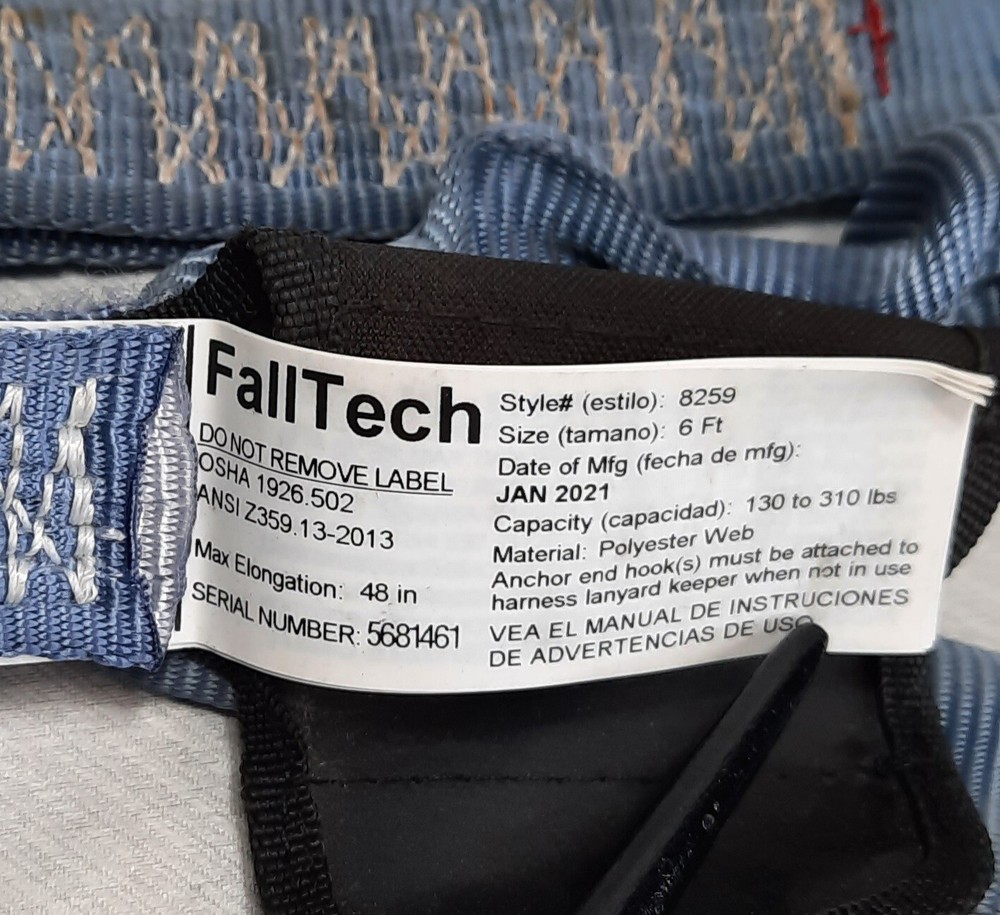 FallTech
DO NOT REMOVE LABEL
OSHA 1926.502
ANSI Z359.13-2013
Max Elongation: 48 in
SERIAL NUMBER: 5681461
Style# (estilo): 8259
Size (tamano): 6 Ft
Date of Mfg (fecha de mfg):
JAN 2021
Capacity (capacidad): 130 to 310 lbs
Material: Polyester Web
Anchor end hook(s) must be attached to
harness lanyard keeper when not in use
VEA EL MANUAL DE INSTRUCIONES
DE ADVERTENCIAS DE USO